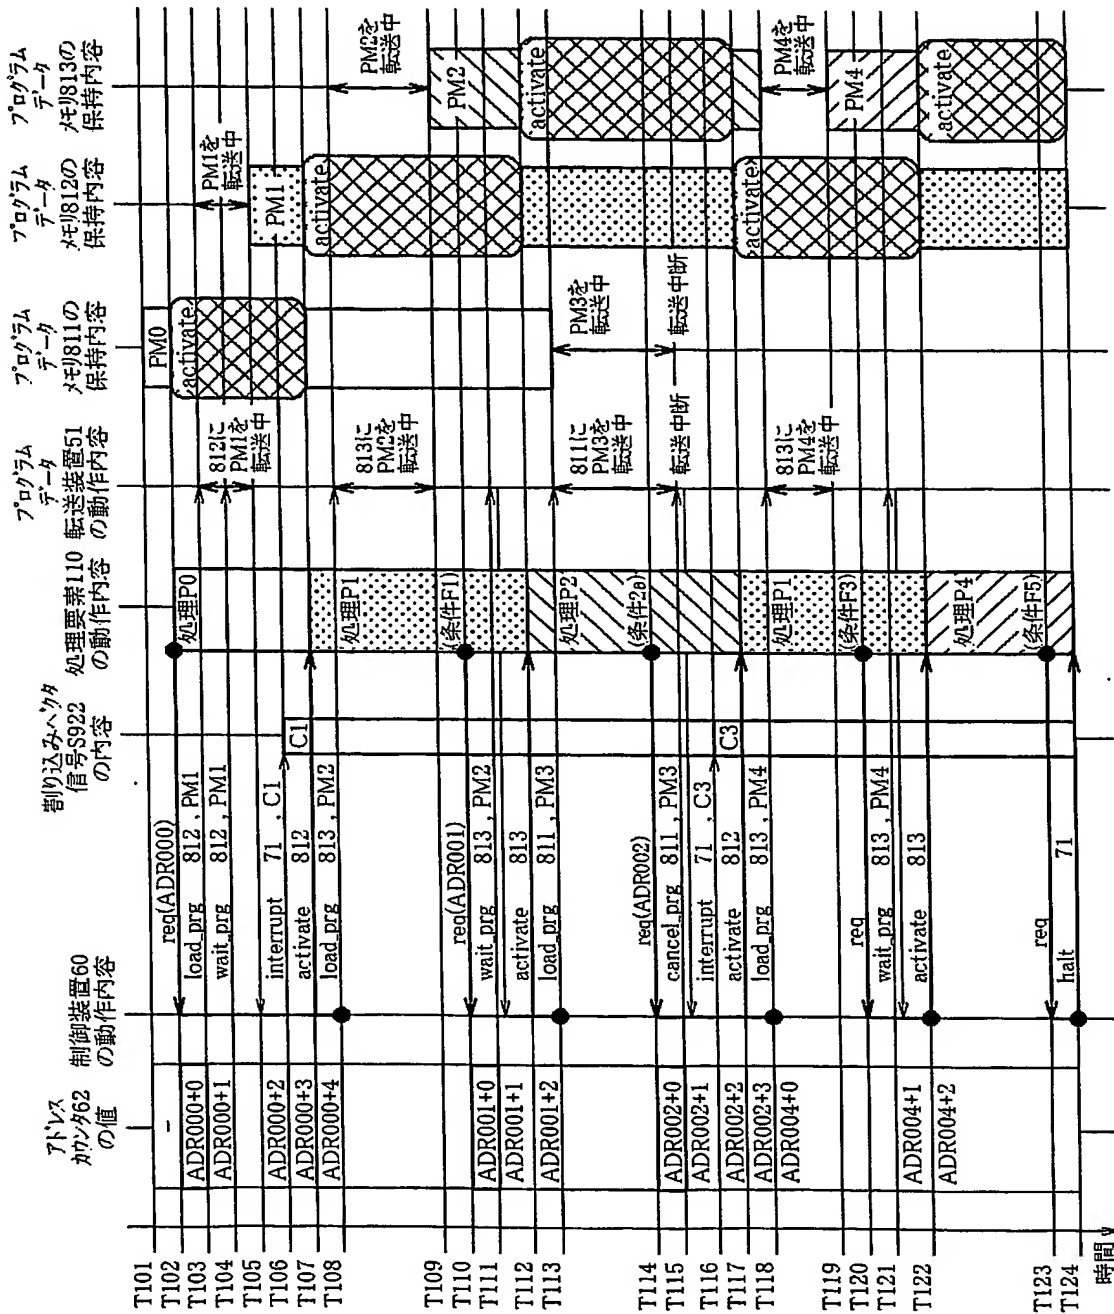 アドレス
カウンタ62
の値
制御装置60
の動作内容
割り込みベクタ
信号S922
の内容
処理要素110
の動作内容
プログラム
データ
転送装置51
の動作内容
プログラム
データ
メモリ811の
保持内容
プログラム
データ
メモリ812の
保持内容
プログラム
データ
メモリ813の
保持内容
T101
T102
T103
T104
T105
T106
T107
T108
T109
T110
T111
T112
T113
T114
T115
T116
T117
T118
T119
T120
T121
T122
T123
T124
時間
-
ADR000+0
ADR000+1
ADR000+2
ADR000+3
ADR000+4
ADR001+0
ADR001+1
ADR001+2
ADR002+0
ADR002+1
ADR002+2
ADR002+3
ADR004+0
ADR004+1
ADR004+2
req(ADR000)
load_prg 812 , PM1
wait_prg 812 , PM1
interrupt 71 , C1
activate 812
load_prg 813 , PM2
req(ADR001)
wait_prg 813 , PM2
activate 813
load_prg 811 , PM3
req(ADR002)
cancel_prg 811 , PM3
interrupt 71 , C3
activate 812
load_prg 813 , PM4
req
wait_prg 813 , PM4
activate 813
req
halt 71
C1
C3
処理P0
処理P1
(条件F1)
処理P2
(条件2a)
処理P1
(条件F3)
処理P4
(条件F5)
812に
PM1を
転送中
813に
PM2を
転送中
811に
PM3を
転送中
転送中断
813に
PM4を
転送中
PM0
activate
PM3を
転送中
転送中断
PM1を
転送中
PM1
activate
activate
PM2を
転送中
PM2
activate
PM4を
転送中
PM4
activate